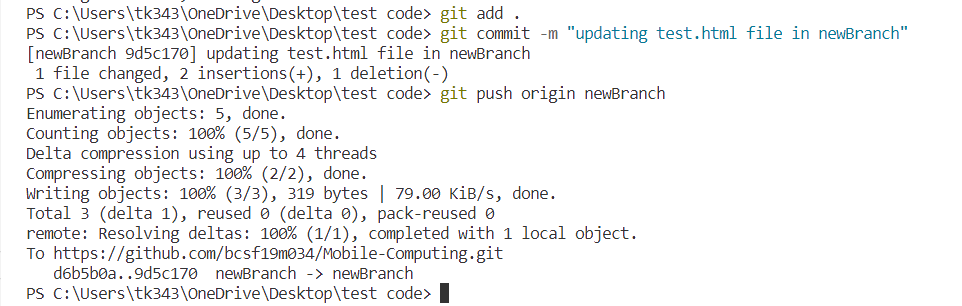 PS C:\Users\tk343\OneDrive\Desktop\test code> git add .
PS C:\Users\tk343\OneDrive\Desktop\test code> git commit -m "updating test.html file in newBranch"
[newBranch 9d5c170] updating test.html file in newBranch
 1 file changed, 2 insertions(+), 1 deletion(-)
PS C:\Users\tk343\OneDrive\Desktop\test code> git push origin newBranch
Enumerating objects: 5, done.
Counting objects: 100% (5/5), done.
Delta compression using up to 4 threads
Compressing objects: 100% (2/2), done.
Writing objects: 100% (3/3), 319 bytes | 79.00 KiB/s, done.
Total 3 (delta 1), reused 0 (delta 0), pack-reused 0
remote: Resolving deltas: 100% (1/1), completed with 1 local object.
To https://github.com/bcsf19m034/Mobile-Computing.git
   d6b5b0a..9d5c170  newBranch -> newBranch
PS C:\Users\tk343\OneDrive\Desktop\test code>